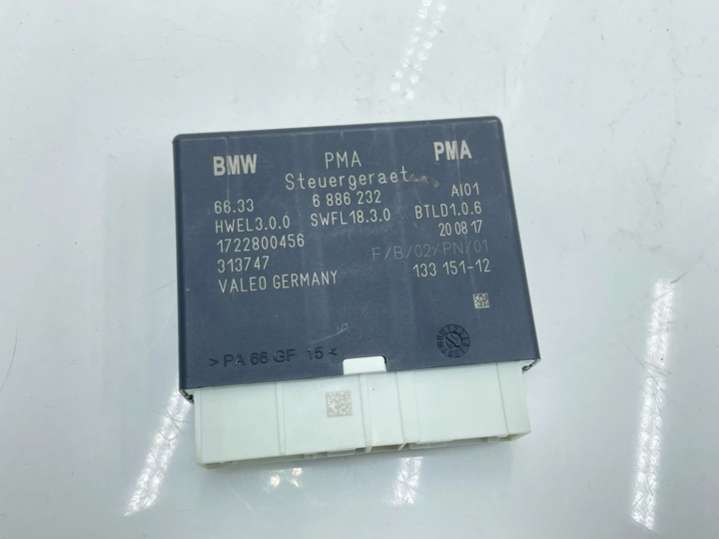 BMW PMA PMA
Steuergeraet
66.33 6 886 232 AI01
HWEL3.0.0 SWFL18.3.0 BTLD1.0.6
1722800456 20 08 17
313747 F/B/02/PN/01
VALEO GERMANY 133 151-12
>PA 66 GF 15<